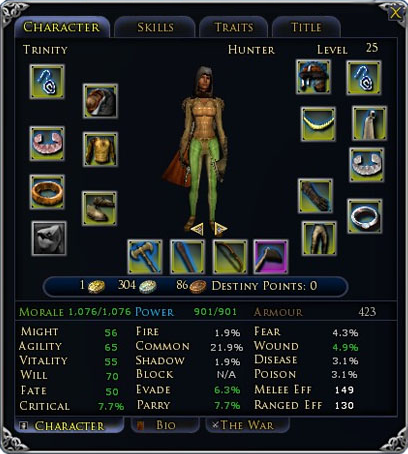 Character Skills Traits Title
Trinity Hunter Level 25
1 304 86 Destiny Points: 0
Morale 1,076/1,076 Power 901/901 Armour 423
Might 56 Fire 1.9% Fear 4.3%
Agility 65 Common 21.9% Wound 4.9%
Vitality 55 Shadow 1.9% Disease 3.1%
Will 70 Block N/A Poison 3.1%
Fate 50 Evade 6.3% Melee Eff 149
Critical 7.7% Parry 7.7% Ranged Eff 130
Character Bio The War